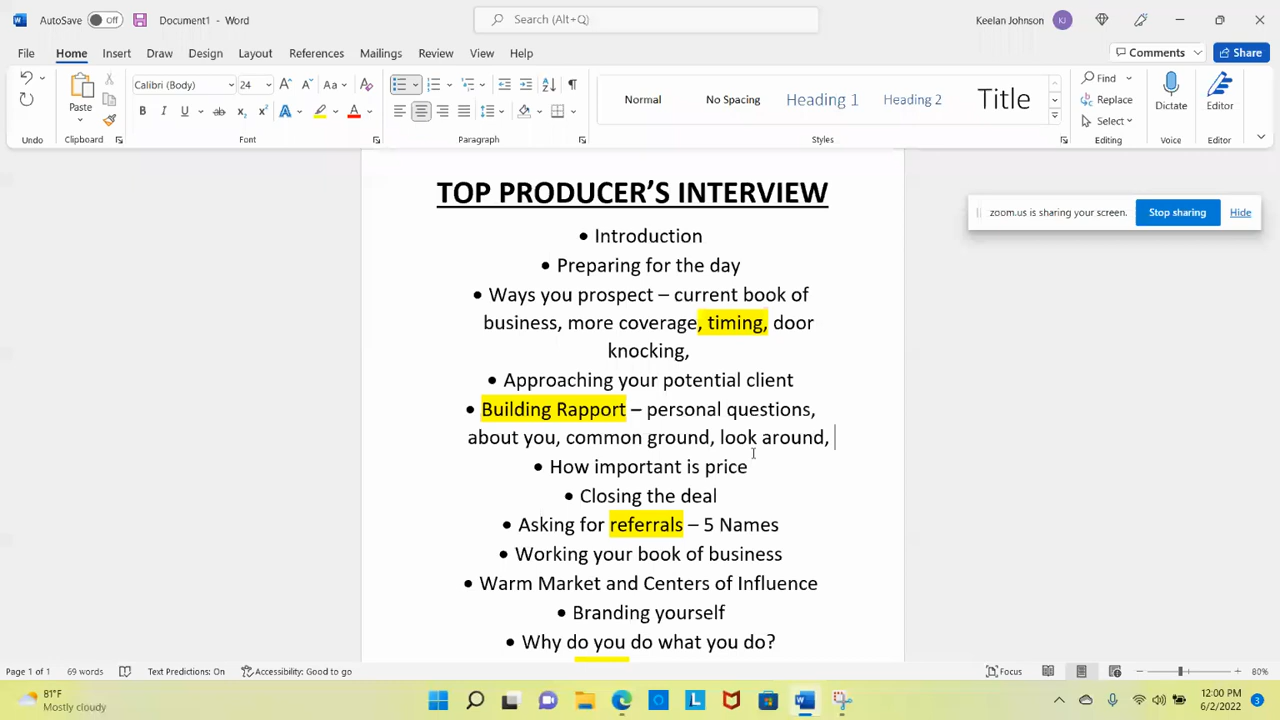 AutoSave Off Document1 - Word Search (Alt+Q) Keelan Johnson KJ
File Home Insert Draw Design Layout References Mailings Review View Help Comments Share
Calibri (Body) 24 Aa Normal No Spacing Heading 1 Heading 2 Title Find
Paste Replace Dictate Editor
B I U ab x₂ x² A A Select
Undo Clipboard Font Paragraph Styles Editing Voice Editor
TOP PRODUCER’S INTERVIEW
zoom.us is sharing your screen. Stop sharing Hide
• Introduction
• Preparing for the day
• Ways you prospect – current book of
business, more coverage, timing, door
knocking,
• Approaching your potential client
• Building Rapport – personal questions,
about you, common ground, look around,
• How important is price
• Closing the deal
• Asking for referrals – 5 Names
• Working your book of business
• Warm Market and Centers of Influence
• Branding yourself
• Why do you do what you do?
Page 1 of 1 69 words Text Predictions: On Accessibility: Good to go Focus 80%
81°F
Mostly cloudy
12:00 PM
6/2/2022
3